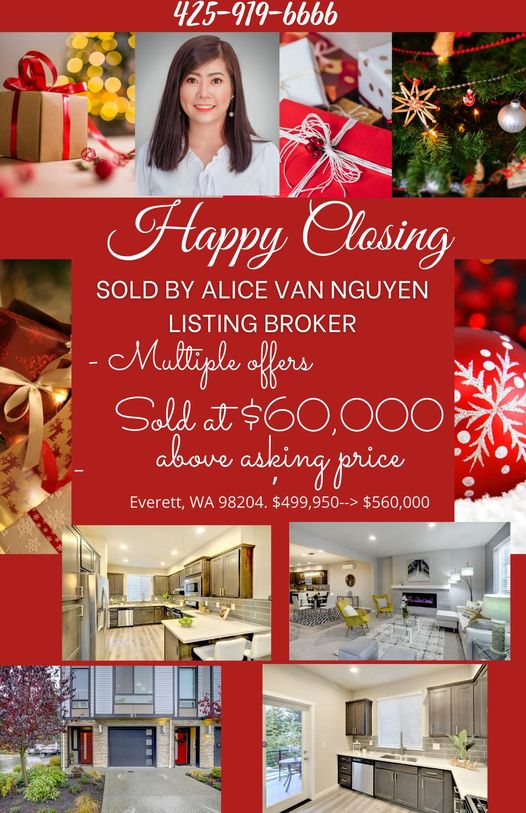 425-979-6666
Happy Closing
SOLD BY ALICE VAN NGUYEN
LISTING BROKER
- Multiple offers
Sold at $60,000
- above asking price
,
Everett, WA 98204. $499,950--> $560,000